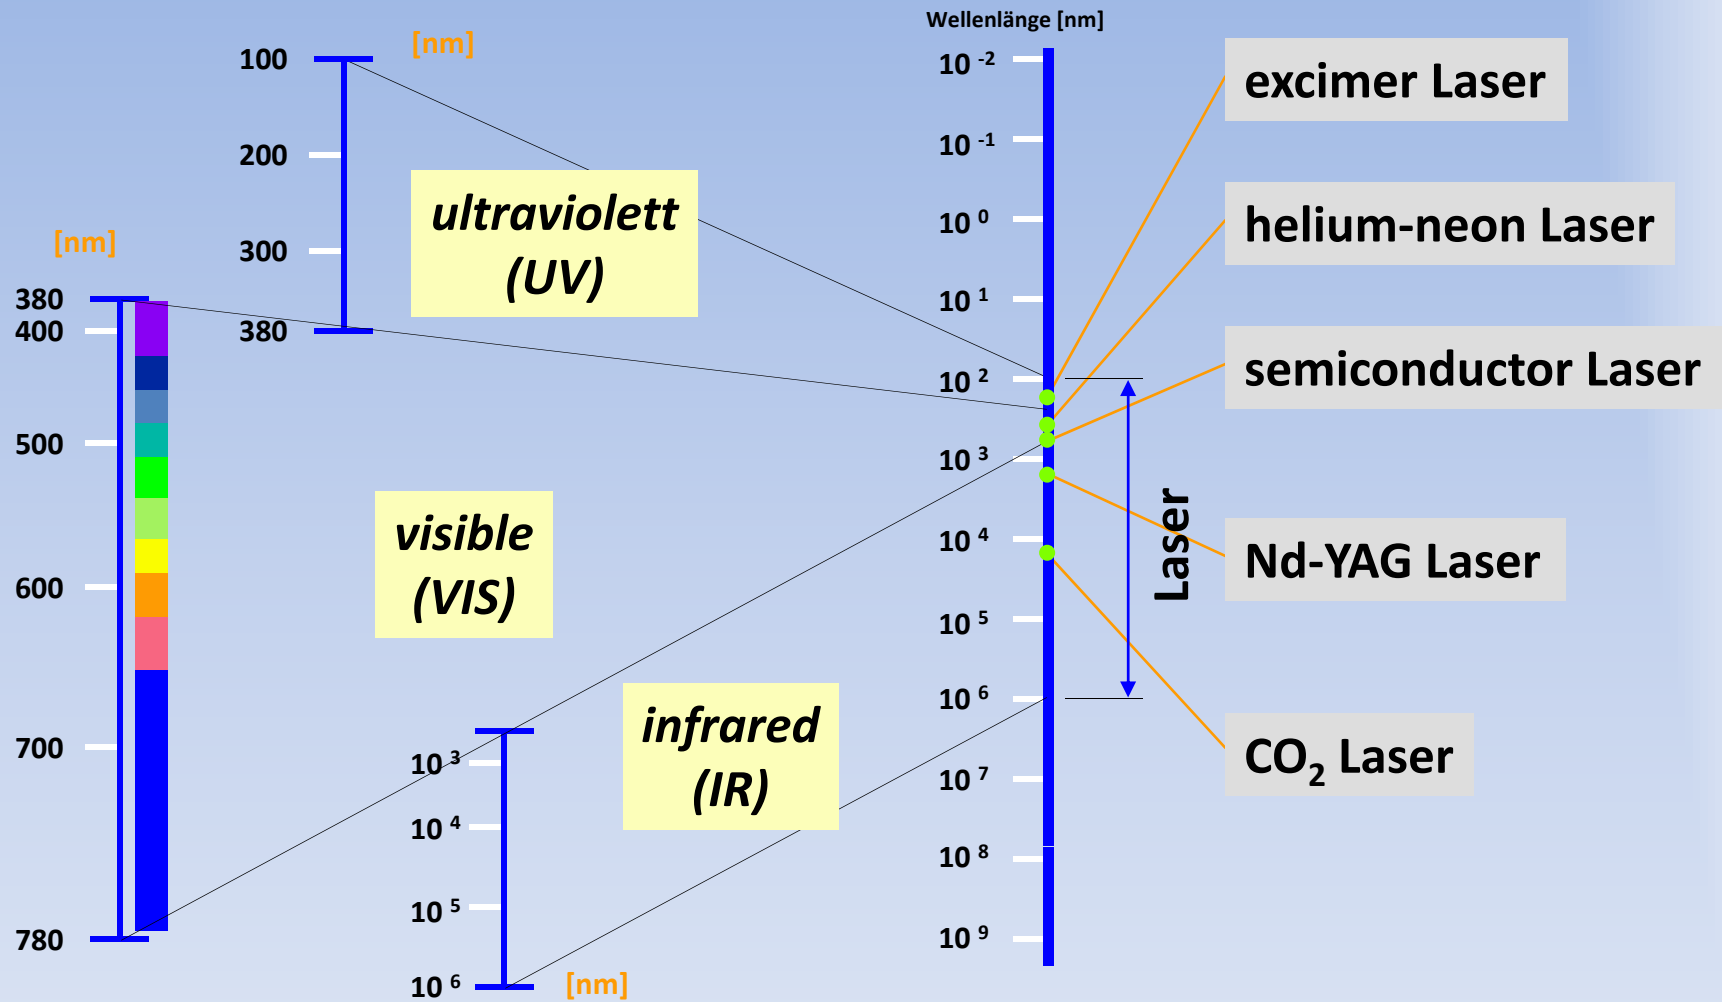 [nm]
380
400
500
600
700
780
[nm]
100
200
300
380
ultraviolett
(UV)
visible
(VIS)
infrared
(IR)
10 3
10 4
10 5
10 6
[nm]
Wellenlänge [nm]
10 -2
10 -1
10 0
10 1
10 2
10 3
10 4
10 5
10 6
10 7
10 8
10 9
Laser
excimer Laser
helium-neon Laser
semiconductor Laser
Nd-YAG Laser
CO2 Laser